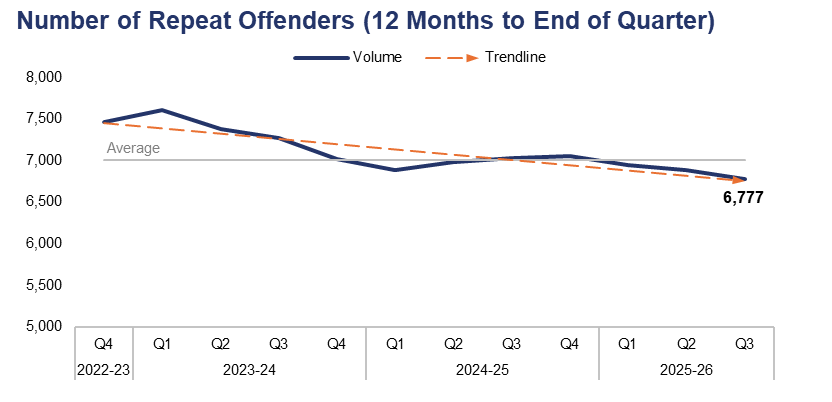 Number of Repeat Offenders (12 Months to End of Quarter)
Volume Trendline
8,000
7,500
Average
7,000
6,500
6,777
6,000
5,500
5,000
Q4 Q1 Q2 Q3 Q4 Q1 Q2 Q3 Q4 Q1 Q2 Q3
2022-23 2023-24 2024-25 2025-26